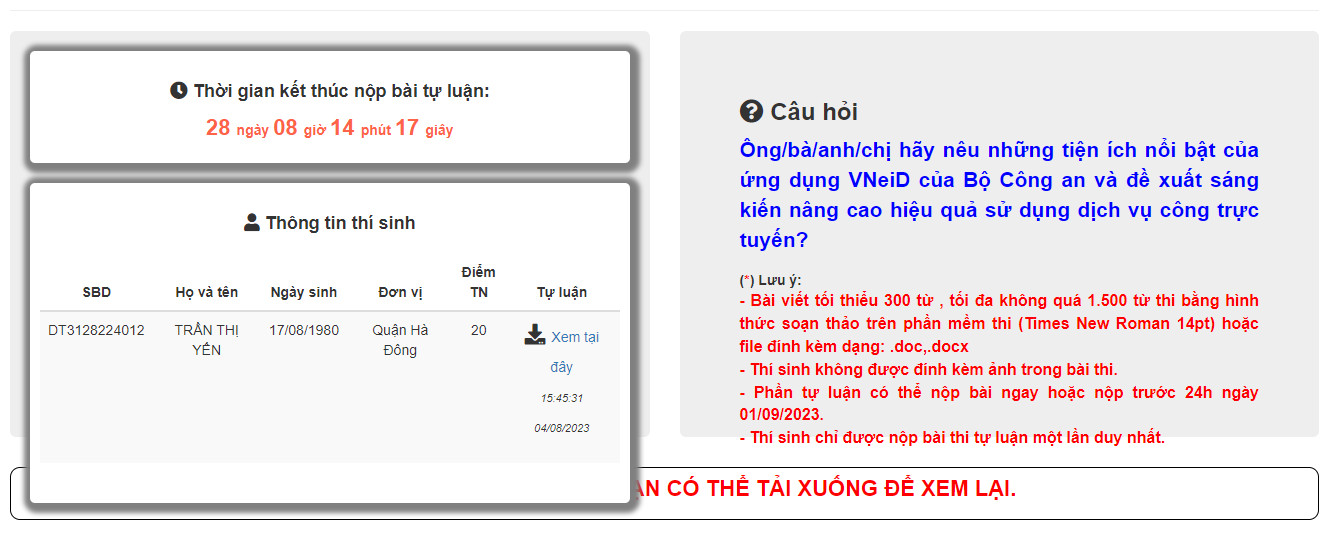 Thời gian kết thúc nộp bài tự luận:
28 ngày 08 giờ 14 phút 17 giây
Thông tin thí sinh
SBD Họ và tên Ngày sinh Đơn vị Điểm TN Tự luận
DT3128224012 TRẦN THỊ YẾN 17/08/1980 Quận Hà Đông 20 Xem tại đây
15:45:31
04/08/2023
Câu hỏi
Ông/bà/anh/chị hãy nêu những tiện ích nổi bật của
ứng dụng VNeiD của Bộ Công an và đề xuất sáng
kiến nâng cao hiệu quả sử dụng dịch vụ công trực
tuyến?
(*) Lưu ý:
- Bài viết tối thiểu 300 từ , tối đa không quá 1.500 từ thi bằng hình
thức soạn thảo trên phần mềm thi (Times New Roman 14pt) hoặc
file đính kèm dạng: .doc,.docx
- Thí sinh không được đính kèm ảnh trong bài thi.
- Phần tự luận có thể nộp bài ngay hoặc nộp trước 24h ngày
01/09/2023.
- Thí sinh chỉ được nộp bài thi tự luận một lần duy nhất.
CÓ THỂ TẢI XUỐNG ĐỂ XEM LẠI.